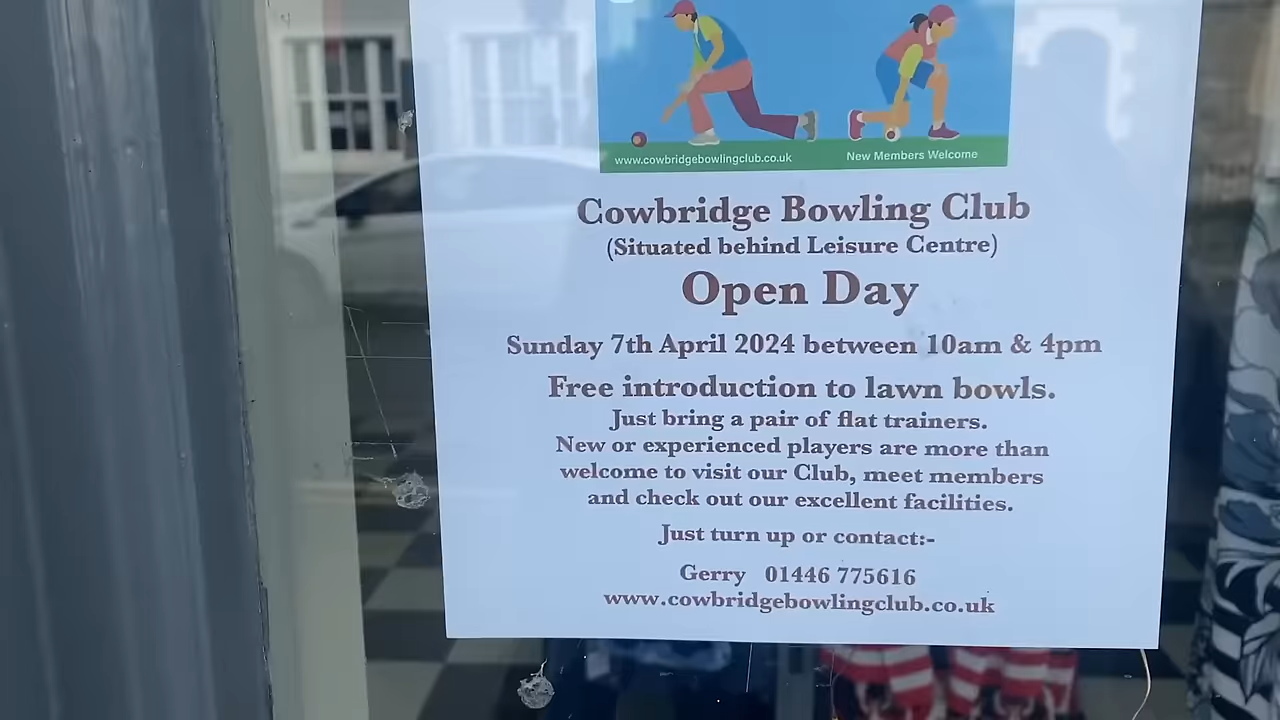 www.cowbridgebowlingclub.co.uk New Members Welcome
Cowbridge Bowling Club
(Situated behind Leisure Centre)
Open Day
Sunday 7th April 2024 between 10am & 4pm
Free introduction to lawn bowls.
Just bring a pair of flat trainers.
New or experienced players are more than
welcome to visit our Club, meet members
and check out our excellent facilities.
Just turn up or contact:-
Gerry 01446 775616
www.cowbridgebowlingclub.co.uk